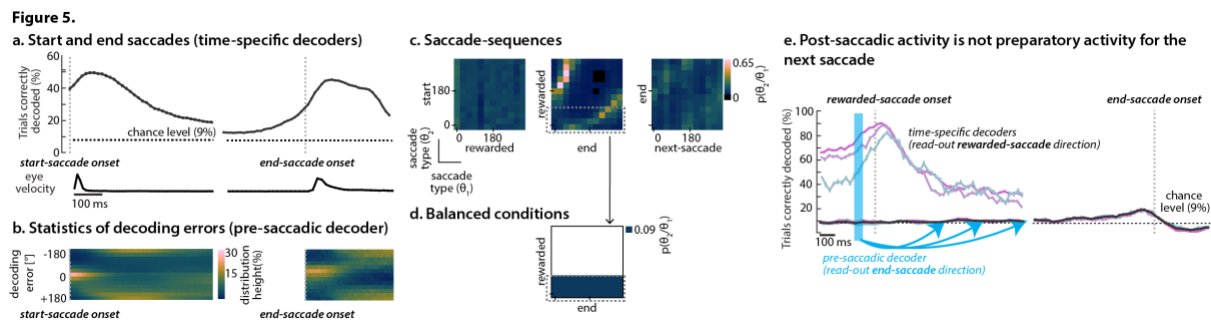 Figure 5.
a. Start and end saccades (time-specific decoders)
Trials correctly
decoded (%)
60
40
20
0
chance level (9%)
start-saccade onset
end-saccade onset
eye
velocity
100 ms
b. Statistics of decoding errors (pre-saccadic decoder)
decoding
error [°]
-180
0
+180
30
15
distribution
height(%)
start-saccade onset
end-saccade onset
c. Saccade-sequences
start
180
0
0 180
rewarded
saccade
type (θ2)
saccade
type (θ1)
rewarded
end
end
0 180
next-saccade
0.65
0
p(θ2/θ1)
d. Balanced conditions
rewarded
end
0.09
p(θ2/θ1)
e. Post-saccadic activity is not preparatory activity for the
next saccade
rewarded-saccade onset
end-saccade onset
Trials correctly decoded (%)
100
80
60
40
20
time-specific decoders
(read-out rewarded-saccade direction)
chance
level (9%)
100 ms
pre-saccadic decoder
(read-out end-saccade direction)